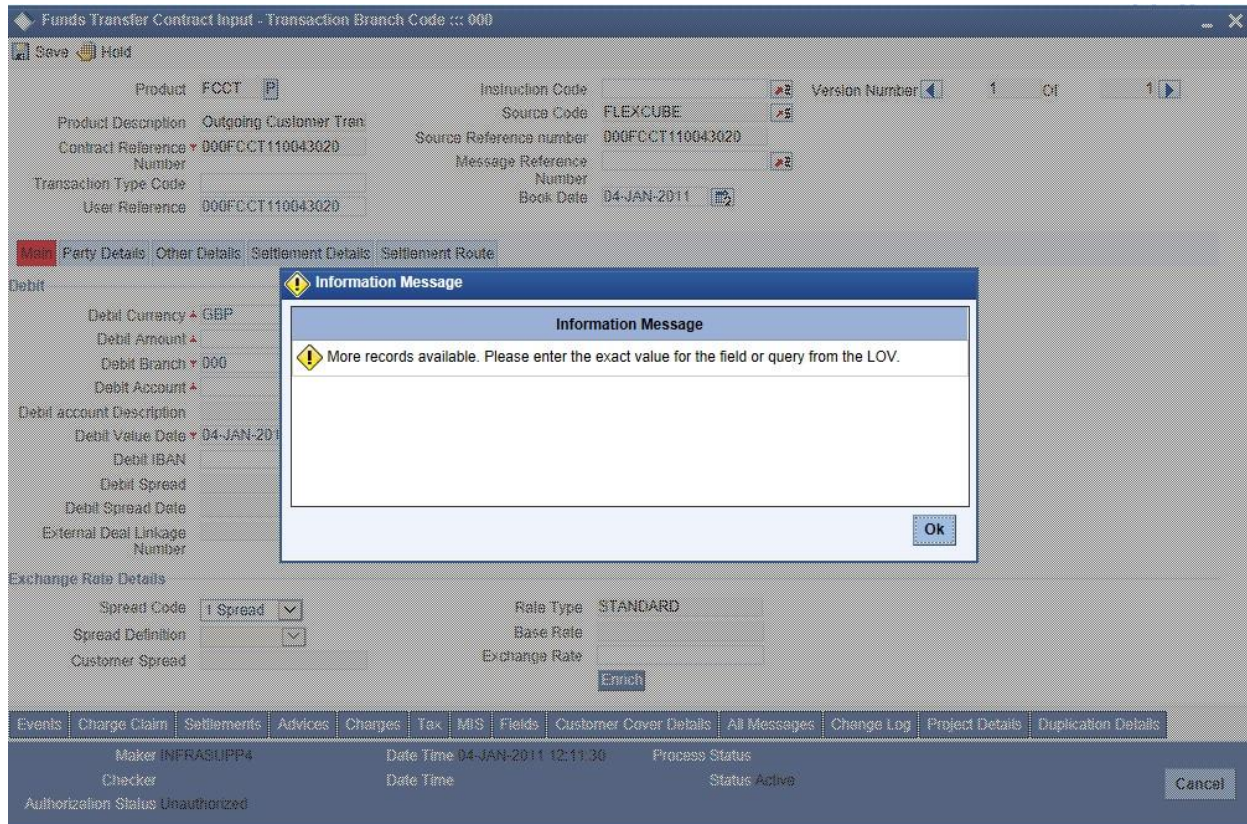 Funds Transfer Contract Input - Transaction Branch Code ::: 000
Save Hold
Product FCCT P Instruction Code Version Number 1 Of 1
Product Description Outgoing Customer Tran Source Code FLEXCUBE
Contract Reference Number 000FCCT110043020 Source Reference number 000FCCT110043020
Transaction Type Code Message Reference Number
User Reference 000FCCT110043020 Book Date 04-JAN-2011
Main Party Details Other Details Settlement Details Settlement Route
Debit
Information Message
Information Message
More records available. Please enter the exact value for the field or query from the LOV.
Ok
Debit Currency GBP
Debit Amount
Debit Branch 000
Debit Account
Debit account Description
Debit Value Date 04-JAN-201
Debit IBAN
Debit Spread
Debit Spread Date
External Deal Linkage
Number
Exchange Rate Details
Spread Code 1 Spread Rate Type STANDARD
Spread Definition Base Rate
Customer Spread Exchange Rate
Enrich
Events Charge Claim Settlements Advices Charges Tax MIS Fields Customer Cover Details All Messages Change Log Project Details Duplication Details
Maker INFRASUPP4 Date Time 04-JAN-2011 12:11:30 Process Status
Checker Date Time Status Active
Authorization Status Unauthorized
Cancel